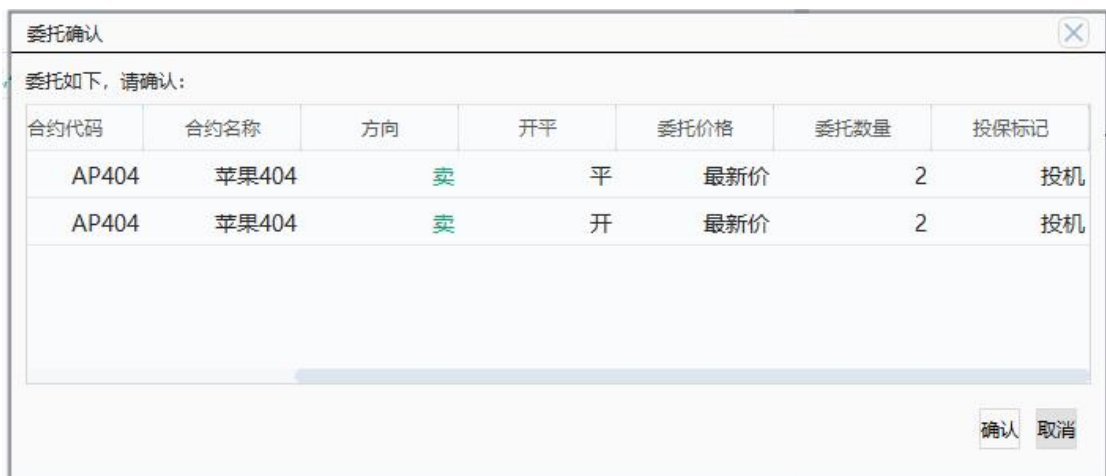 委托确认
委托如下，请确认：
合约代码 合约名称 方向 开平 委托价格 委托数量 投保标记
AP404 苹果404 卖 平 最新价 2 投机
AP404 苹果404 卖 开 最新价 2 投机
确认 取消